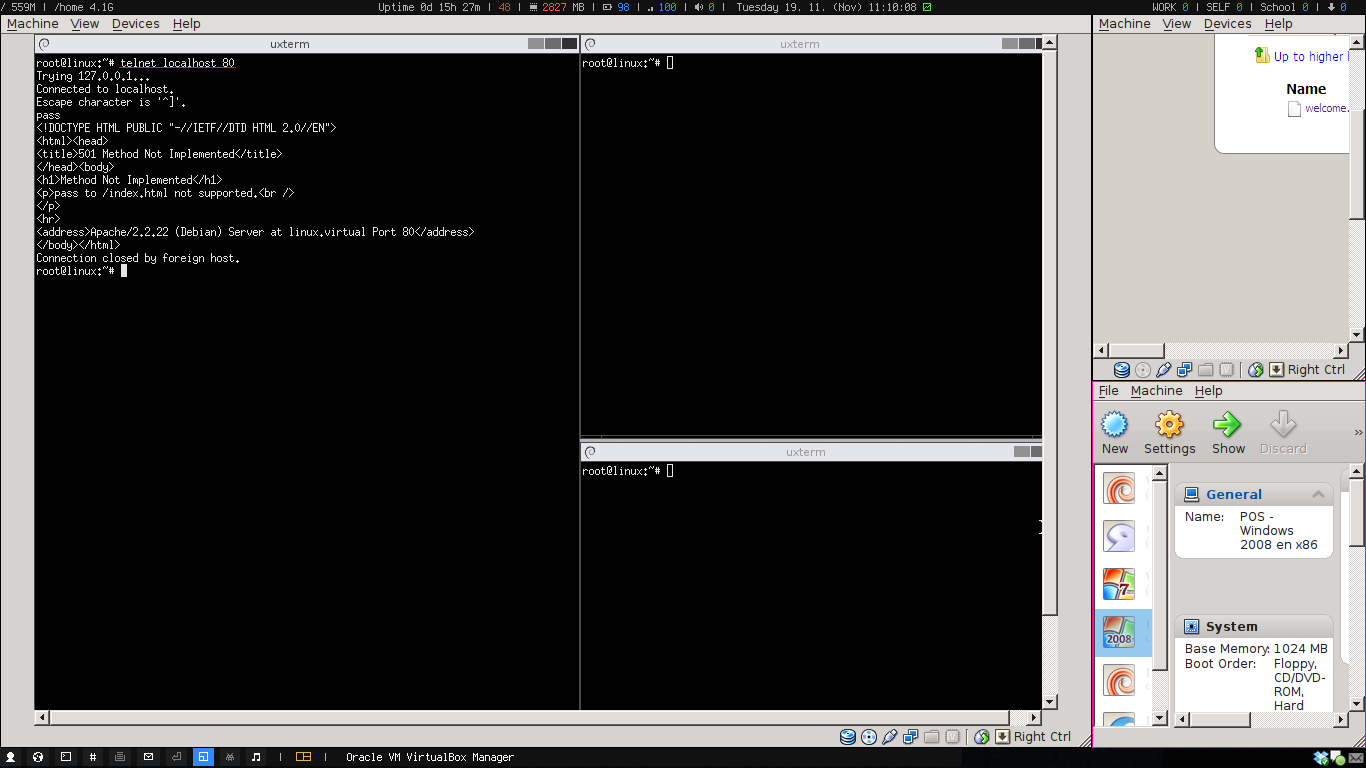 / 559M | /home 4.1G Uptime 0d 15h 27m | 48 | 2827 MB | 98 | 100 | 0 | Tuesday 19. 11. (Nov) 11:10:08 WORK 0 | SELF 0 | School 0 | 0
Machine View Devices Help
uxterm
root@linux:~# telnet localhost 80
Trying 127.0.0.1...
Connected to localhost.
Escape character is '^]'.
pass
<!DOCTYPE HTML PUBLIC "-//IETF//DTD HTML 2.0//EN">
<html><head>
<title>501 Method Not Implemented</title>
</head><body>
<h1>Method Not Implemented</h1>
<p>pass to /index.html not supported.<br />
</p>
<hr>
<address>Apache/2.2.22 (Debian) Server at linux.virtual Port 80</address>
</body></html>
Connection closed by foreign host.
root@linux:~#
uxterm
root@linux:~#
uxterm
root@linux:~#
Right Ctrl
Machine View Devices Help
Up to higher
Name
welcome.
Right Ctrl
File Machine Help
New Settings Show Discard »
2008
General
Name: POS -
Windows
2008 en x86
System
Base Memory: 1024 MB
Boot Order: Floppy,
CD/DVD-
ROM,
Hard
# | | Oracle VM VirtualBox Manager